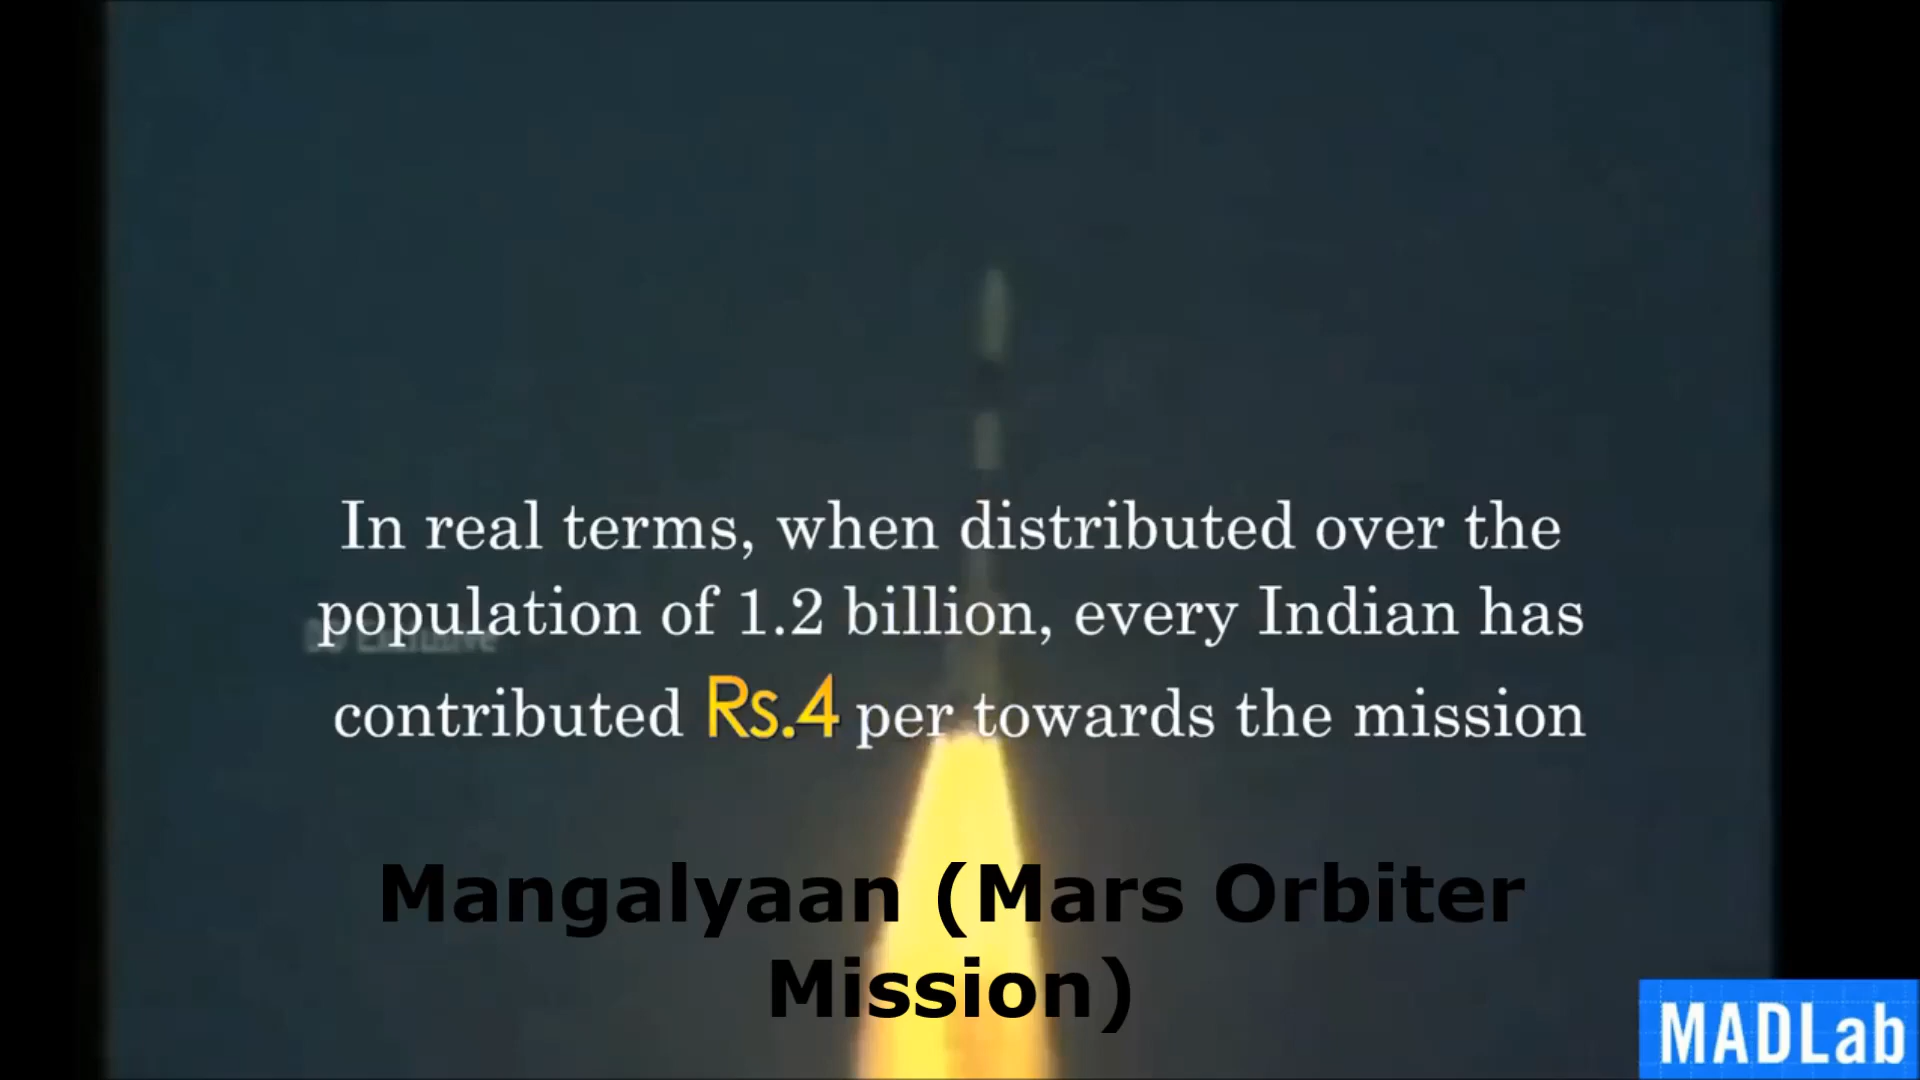 In real terms, when distributed over the
population of 1.2 billion, every Indian has
contributed Rs.4 per towards the mission
Mangalyaan (Mars Orbiter
Mission)
MADLab